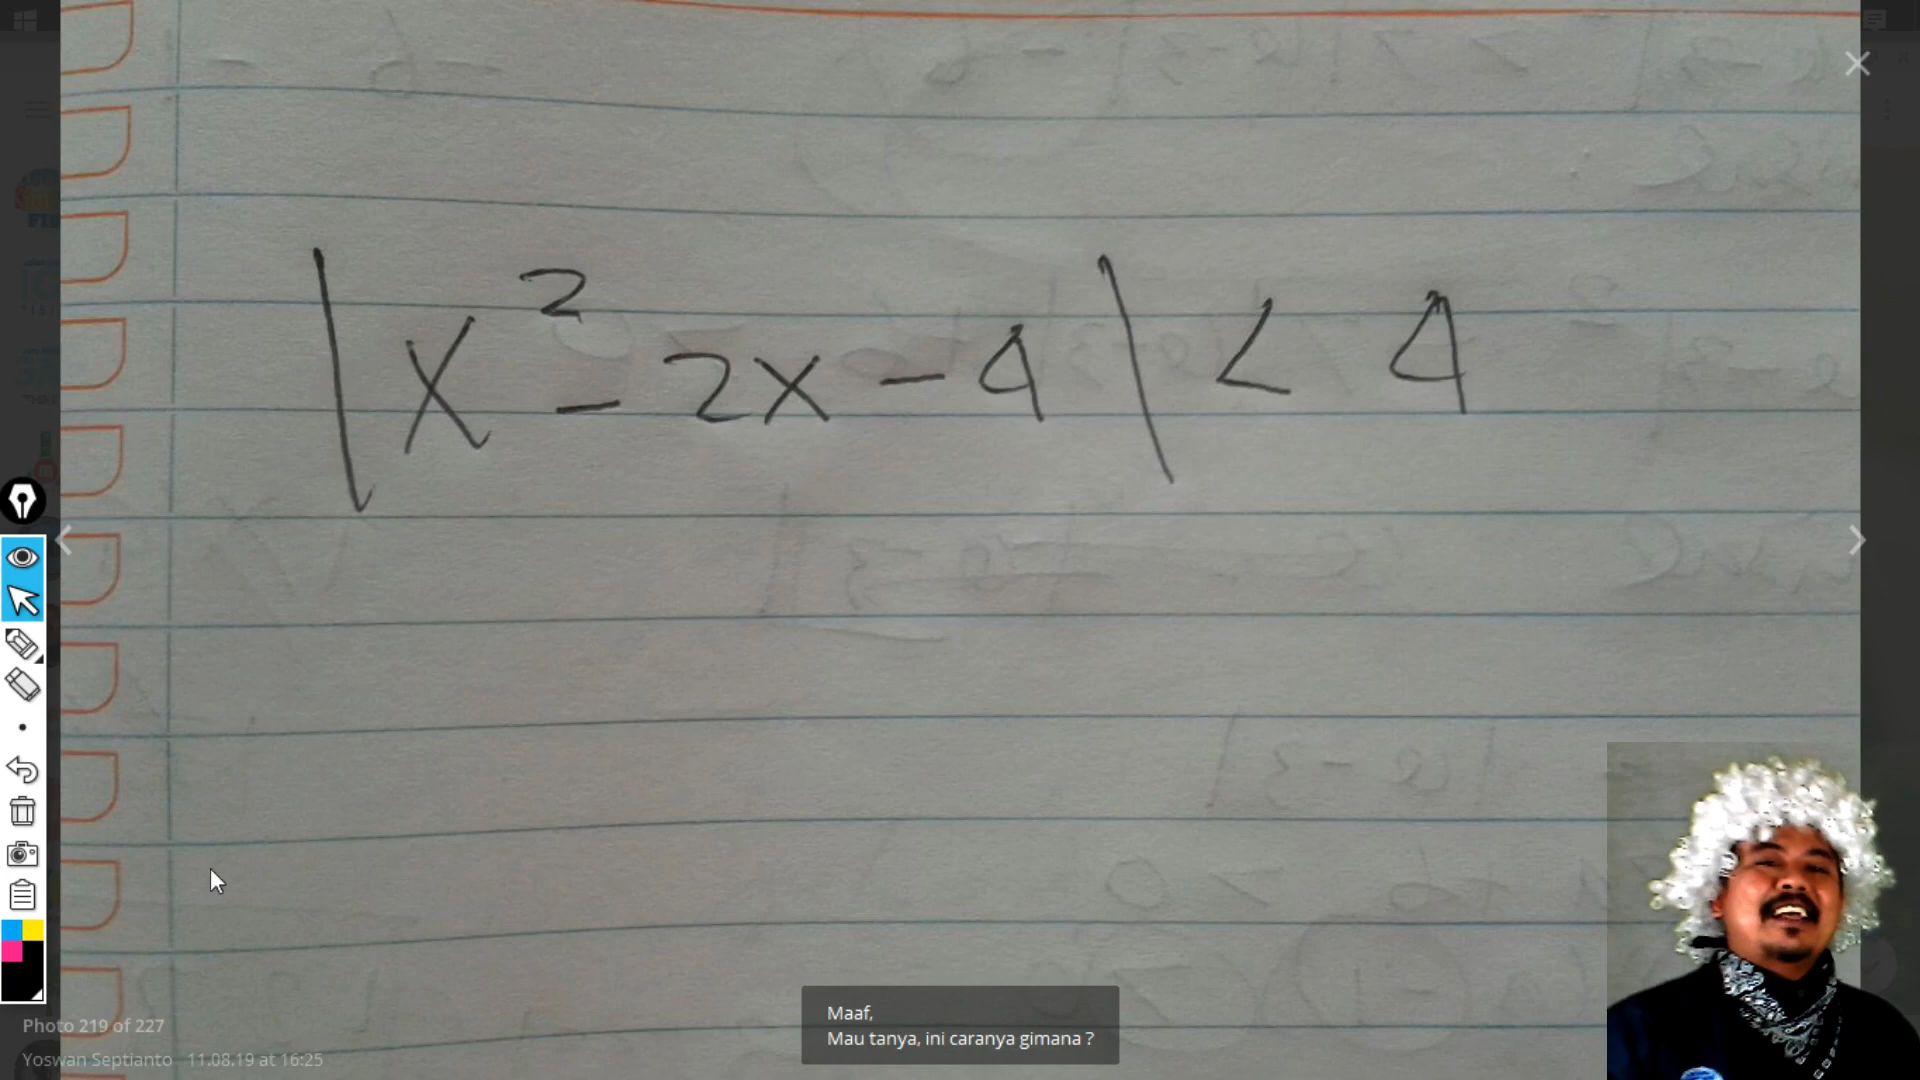 |x² - 2x - 4| < 4
Maaf,
Mau tanya, ini caranya gimana ?
Photo 219 of 227
Yoswan Septianto 11.08.19 at 16:25